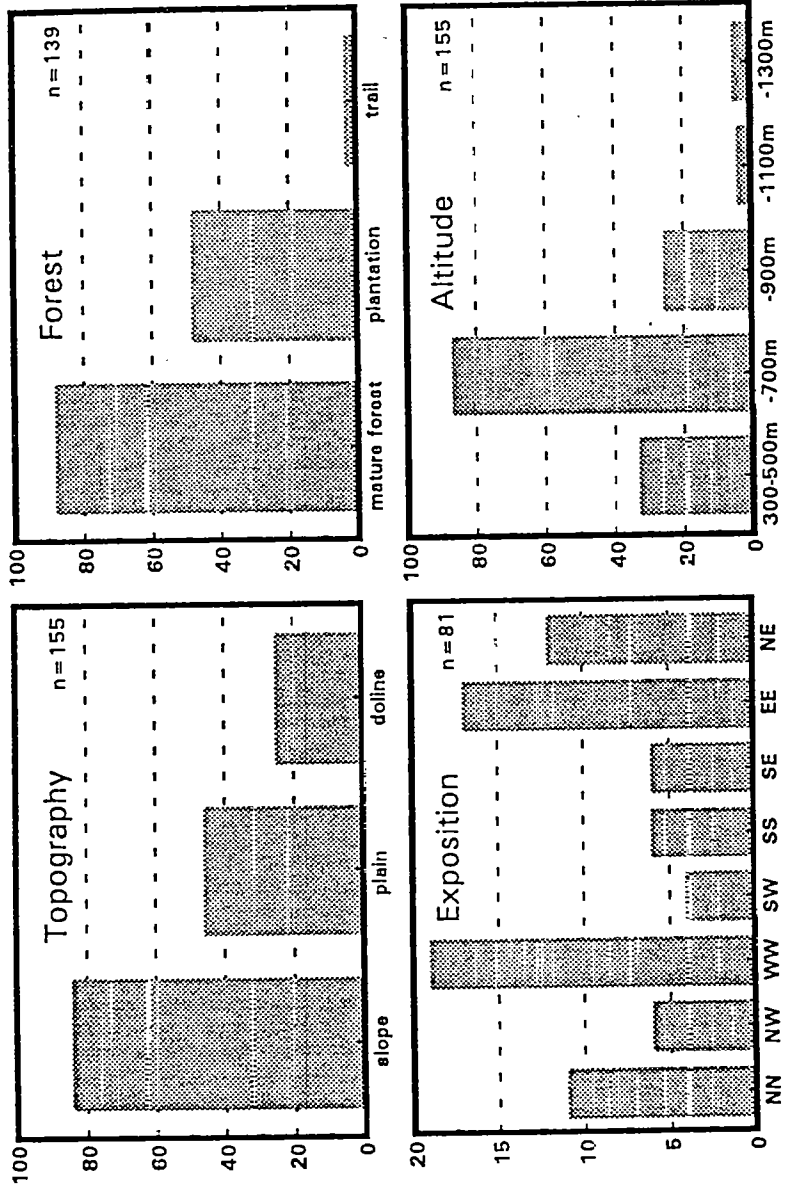 Topography
n=155
100
80
60
40
20
0
slope
plain
doline
Forest
n=139
100
80
60
40
20
0
mature forest
plantation
trail
Exposition
n=81
20
15
10
5
0
NN
NW
WW
SW
SS
SE
EE
NE
Altitude
n=155
100
80
60
40
20
0
300-500m
-700m
-900m
-1100m
-1300m